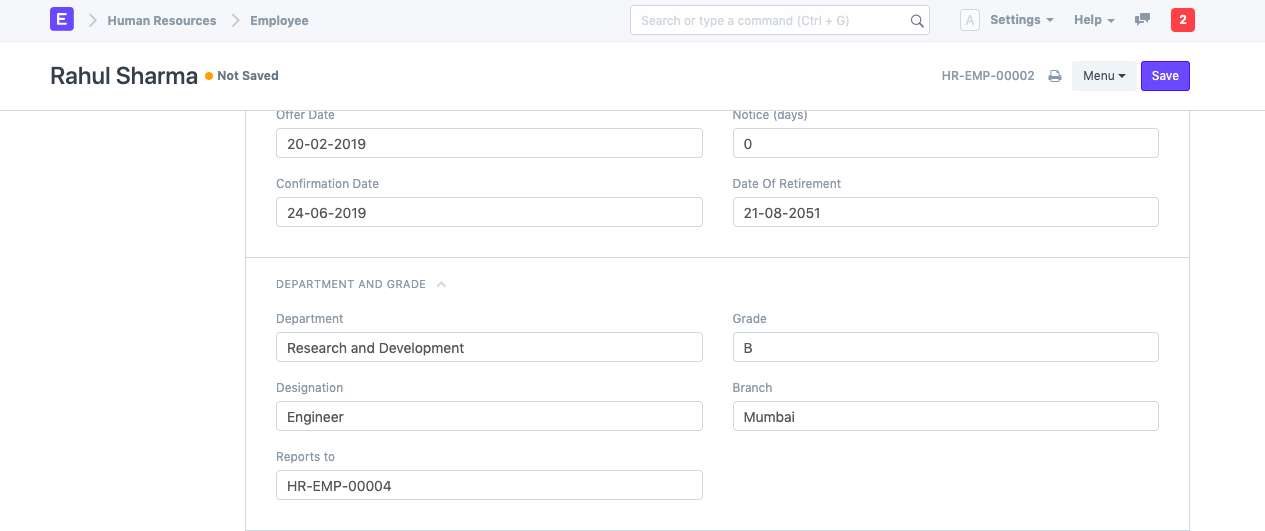 E Human Resources Employee Search or type a command (Ctrl + G) A Settings Help 2
Rahul Sharma Not Saved HR-EMP-00002 Menu Save
Offer Date Notice (days)
20-02-2019 0
Confirmation Date Date Of Retirement
24-06-2019 21-08-2051
DEPARTMENT AND GRADE
Department Grade
Research and Development B
Designation Branch
Engineer Mumbai
Reports to
HR-EMP-00004